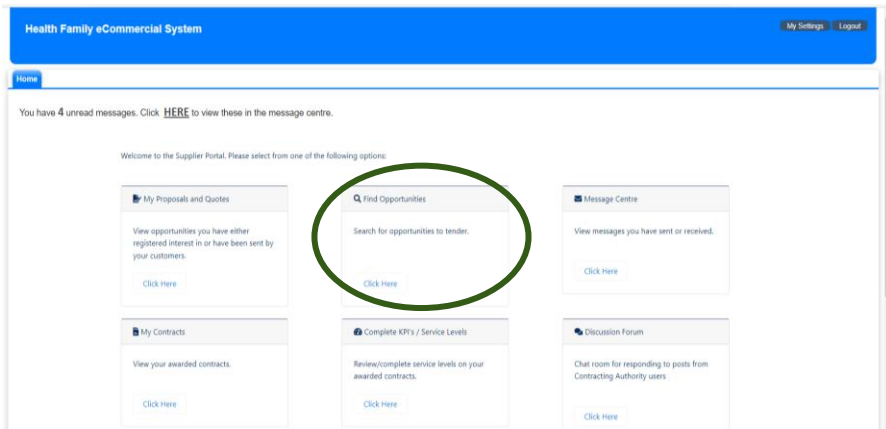 Health Family eCommercial System
My Settings Logout
Home
You have 4 unread messages. Click HERE to view these in the message centre.
Welcome to the Supplier Portal. Please select from one of the following options:
My Proposals and Quotes
View opportunities you have either
registered interest in or have been sent by
your customers.
Click Here
Find Opportunities
Search for opportunities to tender.
Click Here
Message Centre
View messages you have sent or received.
Click Here
My Contracts
View your awarded contracts.
Click Here
Complete KPI's / Service Levels
Review/complete service levels on your
awarded contracts.
Click Here
Discussion Forum
Chat room for responding to posts from
Contracting Authority users
Click Here